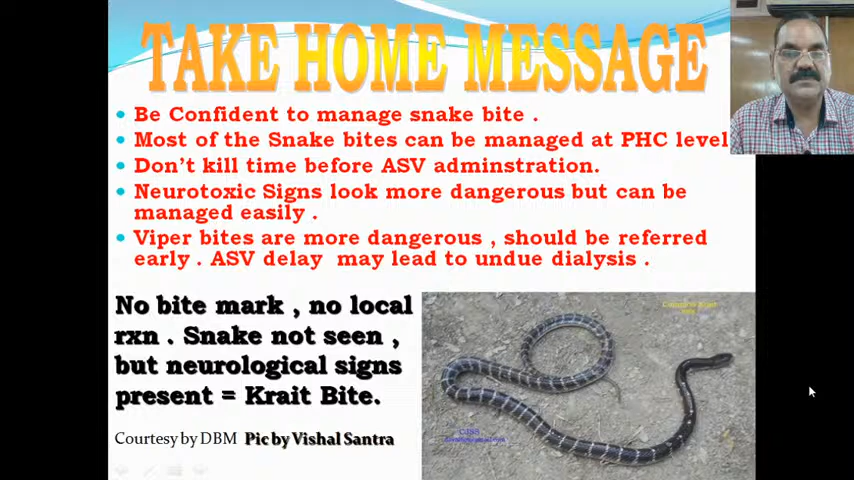 TAKE HOME MESSAGE
Be Confident to manage snake bite .
Most of the Snake bites can be managed at PHC level
Don't kill time before ASV adminstration.
Neurotoxic Signs look more dangerous but can be
managed easily .
Viper bites are more dangerous , should be referred
early . ASV delay may lead to undue dialysis .
No bite mark , no local
rxn . Snake not seen ,
but neurological signs
present = Krait Bite.
Courtesy by DBM Pic by Vishal Santra